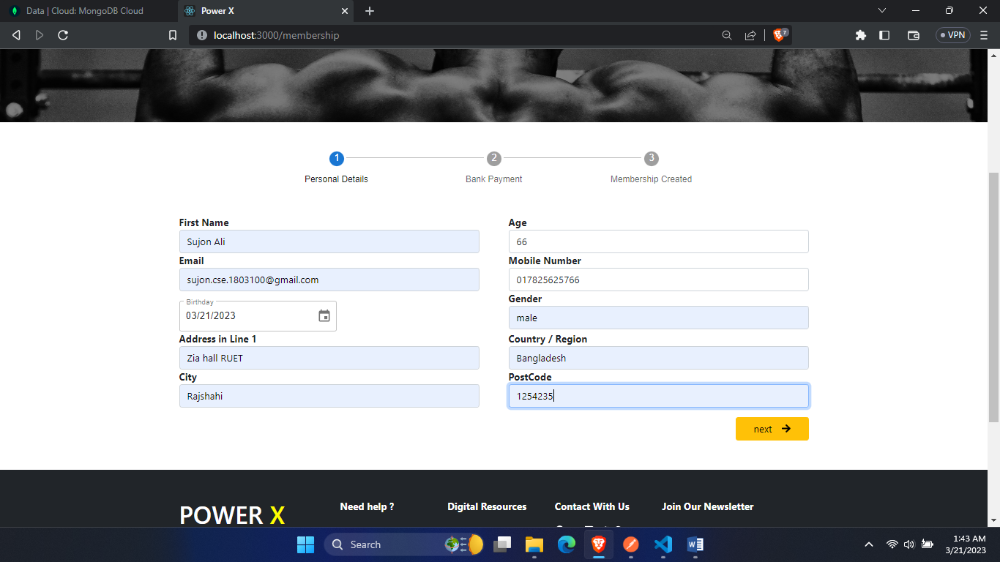 Data | Cloud: MongoDB Cloud
Power X
localhost:3000/membership
7
VPN
1
2
3
Personal Details
Bank Payment
Membership Created
First Name
Age
Sujon Ali
66
Email
Mobile Number
sujon.cse.1803100@gmail.com
017825625766
Gender
Birthday
03/21/2023
male
Address in Line 1
Country / Region
Zia hall RUET
Bangladesh
City
PostCode
Rajshahi
1254235
next
POWER X
Need help ?
Digital Resources
Contact With Us
Join Our Newsletter
Search
1:43 AM
3/21/2023